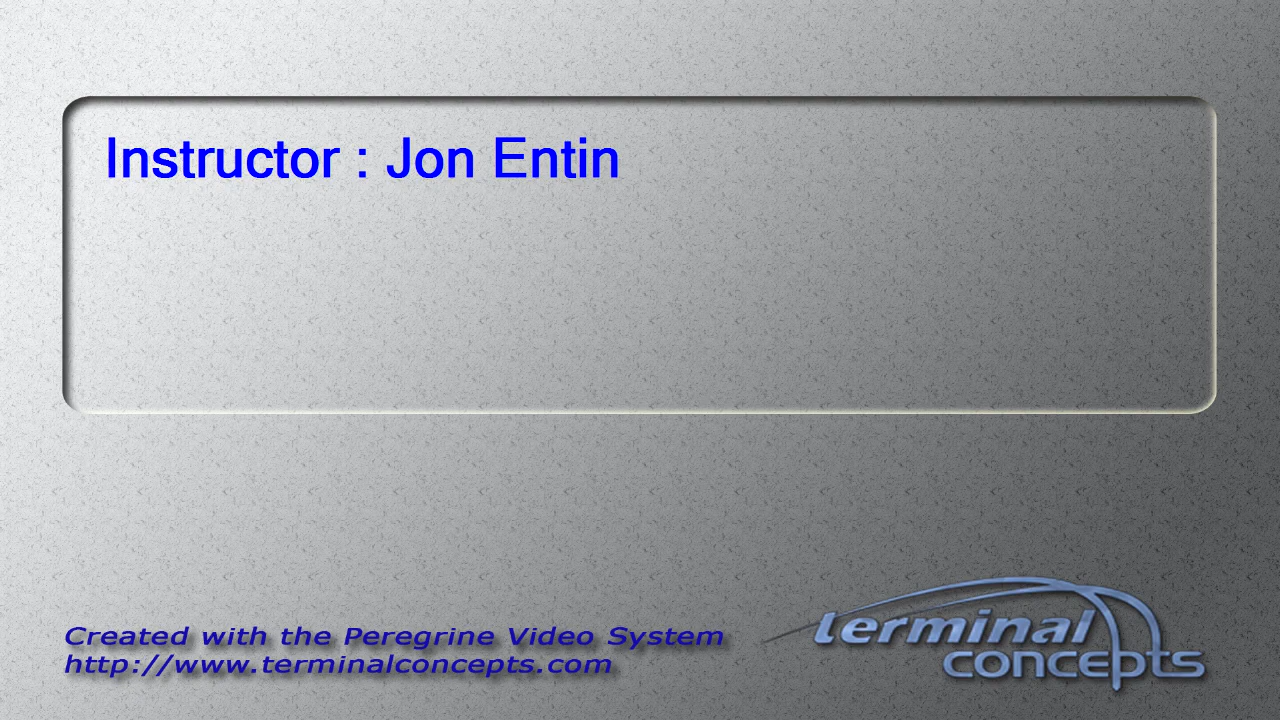 Instructor : Jon Entin
Created with the Peregrine Video System
http://www.terminalconcepts.com
terminal
concepts